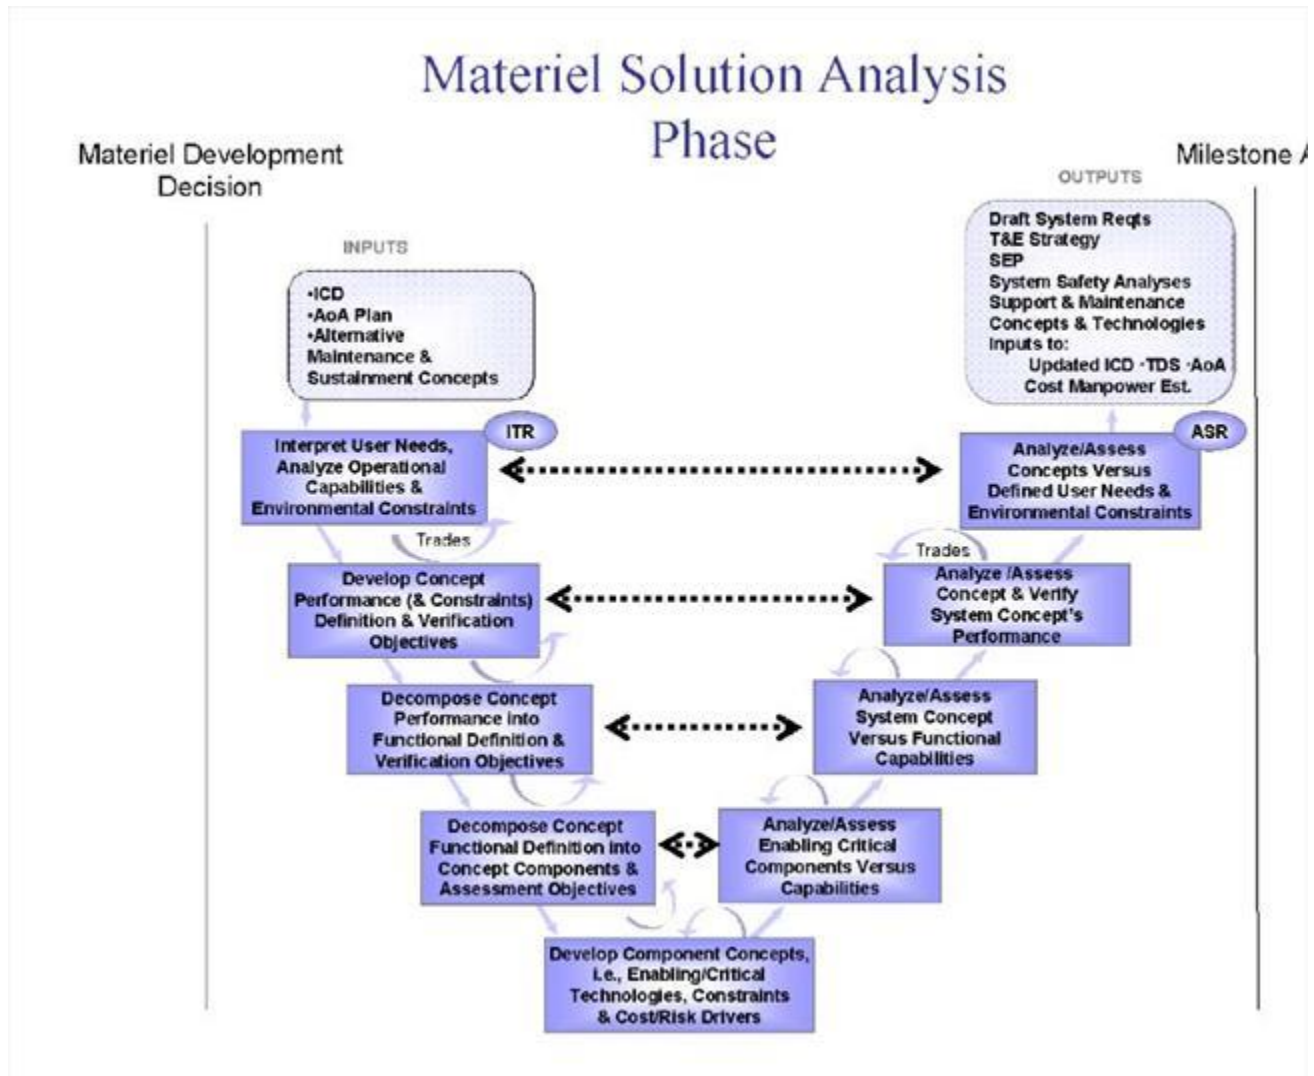 Materiel Solution Analysis
Phase
Materiel Development
Decision
Milestone A
INPUTS
•ICD
•AoA Plan
•Alternative
Maintenance &
Sustainment Concepts
OUTPUTS
Draft System Reqts
T&E Strategy
SEP
System Safety Analyses
Support & Maintenance
Concepts & Technologies
Inputs to:
Updated ICD ·TDS ·AoA
Cost Manpower Est.
ITR
Interpret User Needs,
Analyze Operational
Capabilities &
Environmental Constraints
ASR
Analyze/Assess
Concepts Versus
Defined User Needs &
Environmental Constraints
Trades
Develop Concept
Performance (& Constraints)
Definition & Verification
Objectives
Trades
Analyze /Assess
Concept & Verify
System Concept's
Performance
Decompose Concept
Performance into
Functional Definition &
Verification Objectives
Analyze/Assess
System Concept
Versus Functional
Capabilities
Decompose Concept
Functional Definition into
Concept Components &
Assessment Objectives
Analyze/Assess
Enabling Critical
Components Versus
Capabilities
Develop Component Concepts,
i.e., Enabling/Critical
Technologies, Constraints
& Cost/Risk Drivers